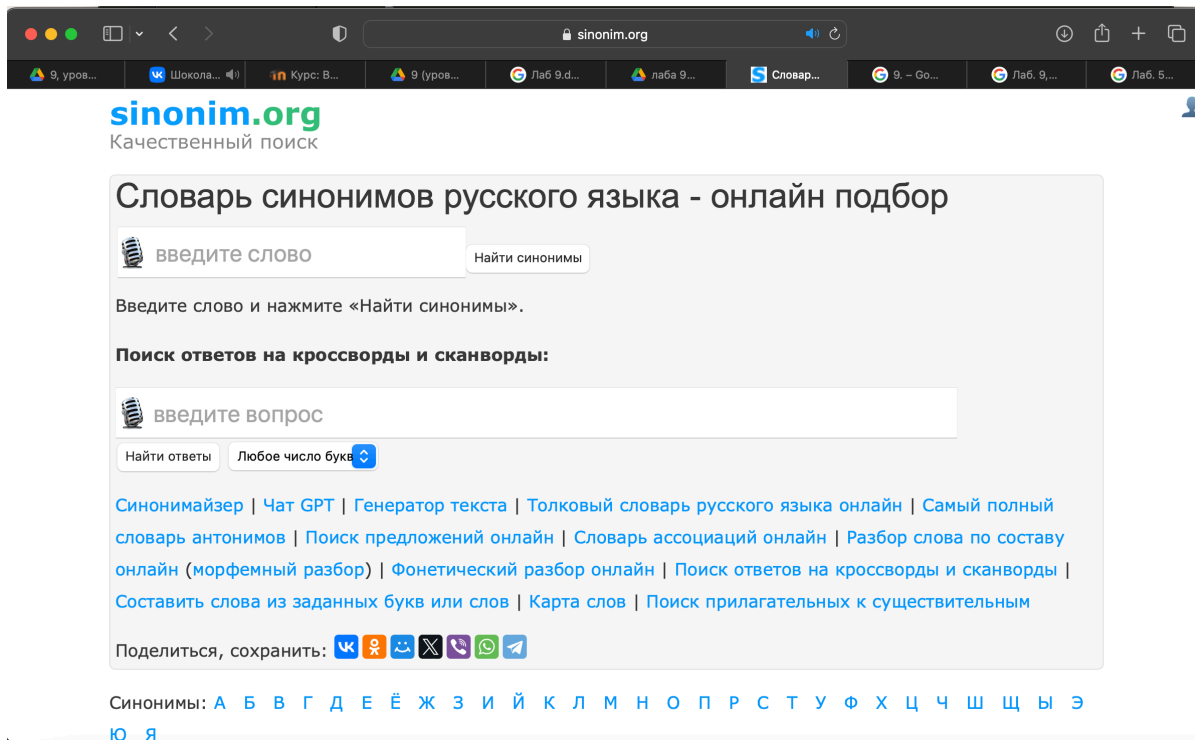 sinonim.org
9, уров...
Шокола...
Курс: В...
9 (уров...
Лаб 9.d...
лаба 9...
Словар...
9. – Go...
Лаб. 9,...
Лаб. 5...
sinonim.org
Качественный поиск
Словарь синонимов русского языка - онлайн подбор
введите слово
Найти синонимы
Введите слово и нажмите «Найти синонимы».
Поиск ответов на кроссворды и сканворды:
введите вопрос
Найти ответы
Любое число букв
Синонимайзер | Чат GPT | Генератор текста | Толковый словарь русского языка онлайн | Самый полный
словарь антонимов | Поиск предложений онлайн | Словарь ассоциаций онлайн | Разбор слова по составу
онлайн (морфемный разбор) | Фонетический разбор онлайн | Поиск ответов на кроссворды и сканворды |
Составить слова из заданных букв или слов | Карта слов | Поиск прилагательных к существительным
Поделиться, сохранить:
Синонимы: А Б В Г Д Е Ё Ж З И Й К Л М Н О П Р С Т У Ф Х Ц Ч Ш Щ Ы Э
Ю Я